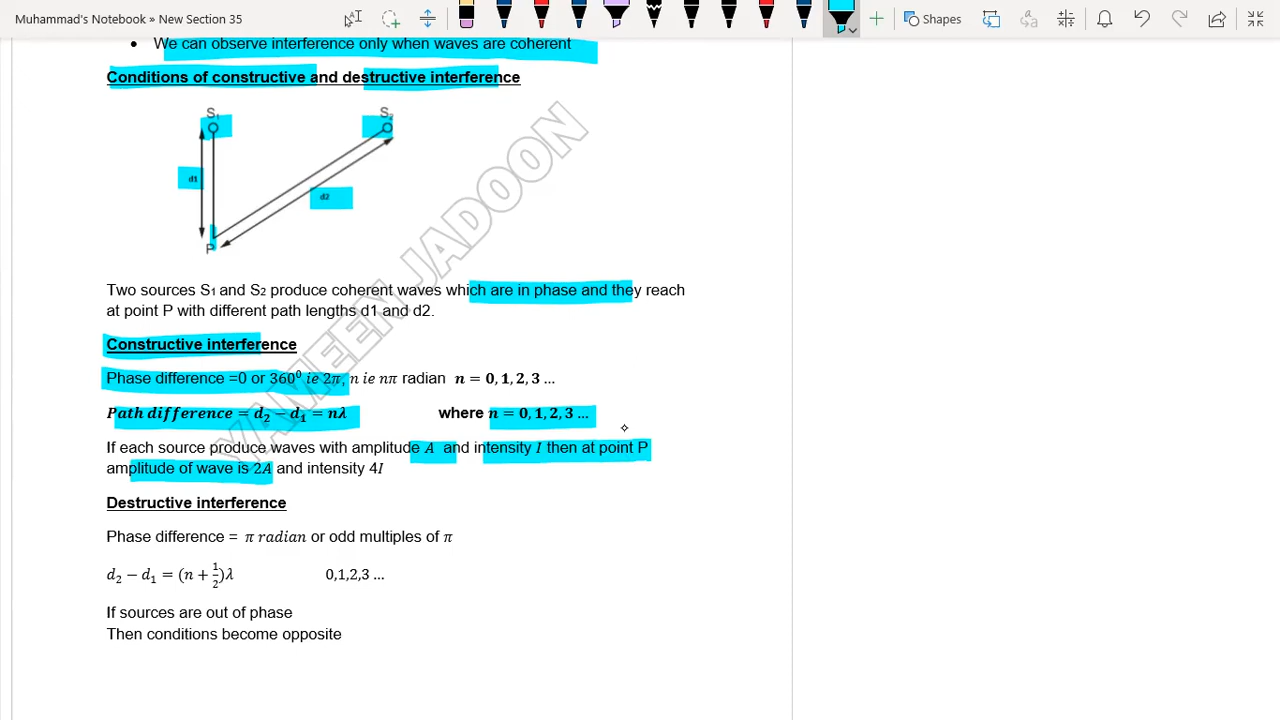 Muhammad's Notebook » New Section 35
Shapes
• We can observe interference only when waves are coherent
Conditions of constructive and destructive interference
S₁ S₂
d1
d2
P
YAMEEN JADOON
Two sources S₁ and S₂ produce coherent waves which are in phase and they reach
at point P with different path lengths d1 and d2.
Constructive interference
Phase difference =0 or 360⁰ ie 2π, n ie nπ radian n = 0, 1, 2, 3 …
Path difference = d₂ − d₁ = nλ where n = 0, 1, 2, 3 …
If each source produce waves with amplitude A and intensity I then at point P
amplitude of wave is 2A and intensity 4I
Destructive interference
Phase difference = π radian or odd multiples of π
d₂ − d₁ = (n + 1/2)λ 0,1,2,3 …
If sources are out of phase
Then conditions become opposite